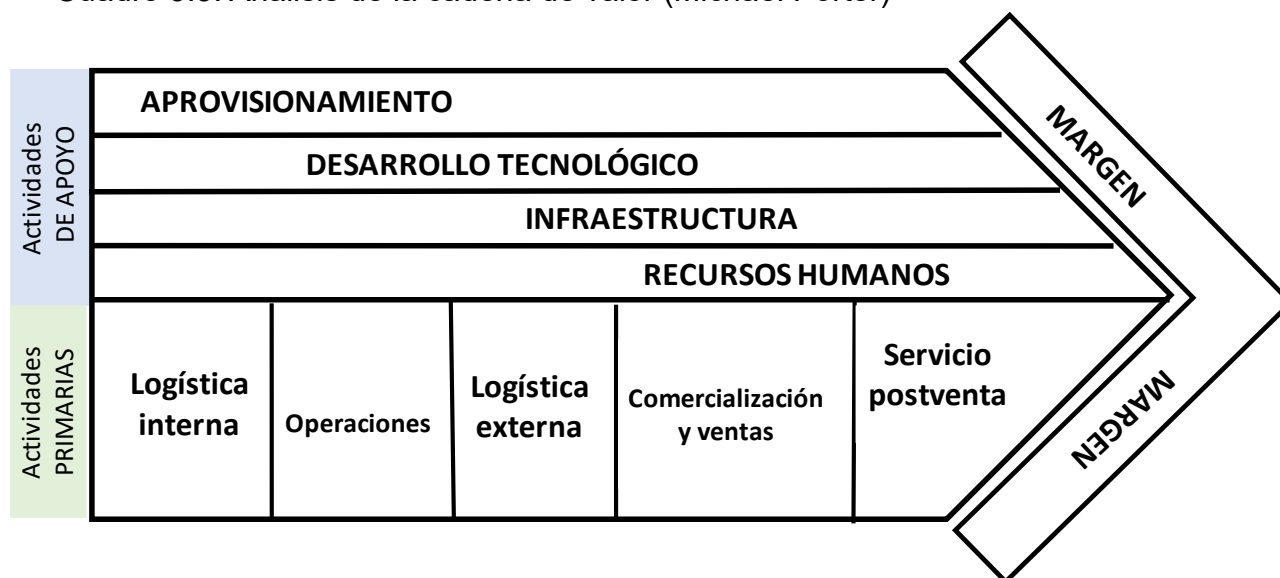 Actividades
DE APOYO
APROVISIONAMIENTO
DESARROLLO TECNOLÓGICO
INFRAESTRUCTURA
RECURSOS HUMANOS
MARGEN
Actividades
PRIMARIAS
Logística
interna
Operaciones
Logística
externa
Comercialización
y ventas
Servicio
postventa
MARGEN